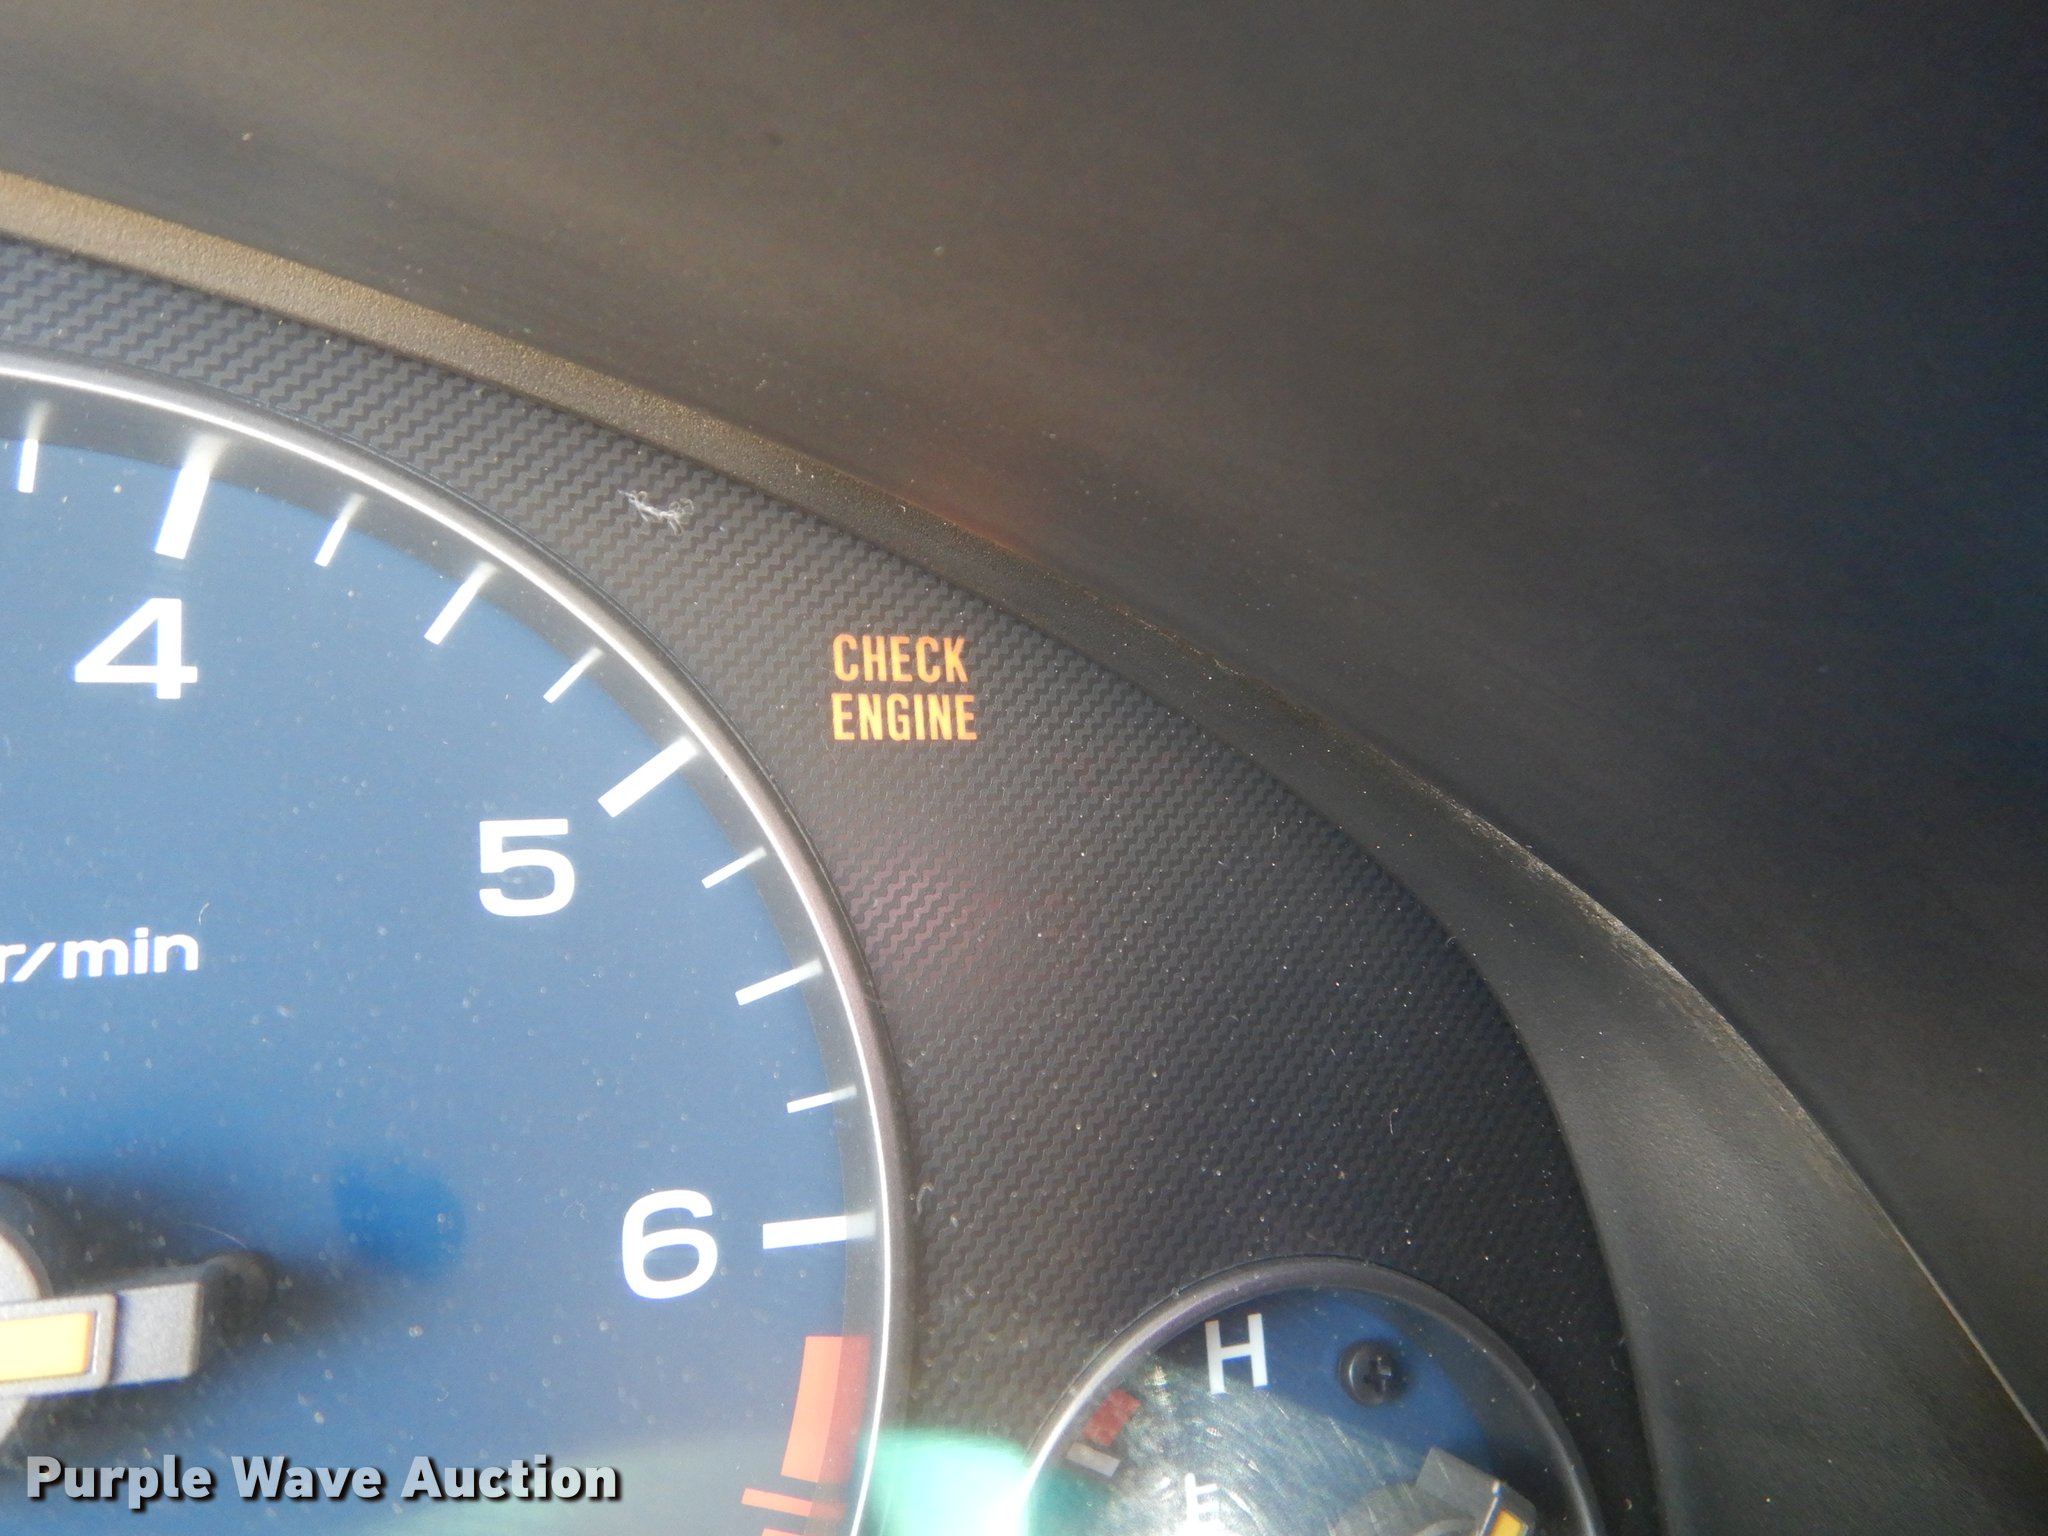 CHECK
ENGINE
4
5
r/min
6
H
Purple Wave Auction